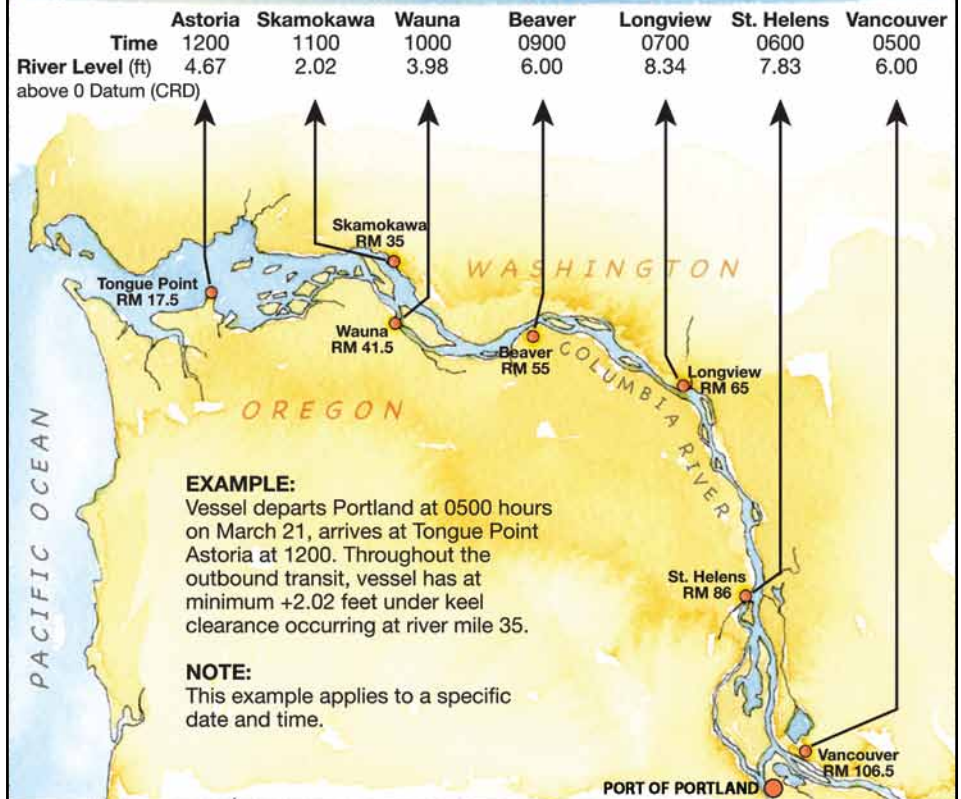 Astoria Skamokawa Wauna Beaver Longview St. Helens Vancouver
Time 1200 1100 1000 0900 0700 0600 0500
River Level (ft) 4.67 2.02 3.98 6.00 8.34 7.83 6.00
above 0 Datum (CRD)
Skamokawa
RM 35
WASHINGTON
Tongue Point
RM 17.5
Wauna
RM 41.5
Beaver
RM 55
COLUMBIA RIVER
Longview
RM 65
OREGON
PACIFIC OCEAN
EXAMPLE:
Vessel departs Portland at 0500 hours
on March 21, arrives at Tongue Point
Astoria at 1200. Throughout the
outbound transit, vessel has at
minimum +2.02 feet under keel
clearance occurring at river mile 35.
St. Helens
RM 86
NOTE:
This example applies to a specific
date and time.
Vancouver
RM 106.5
PORT OF PORTLAND